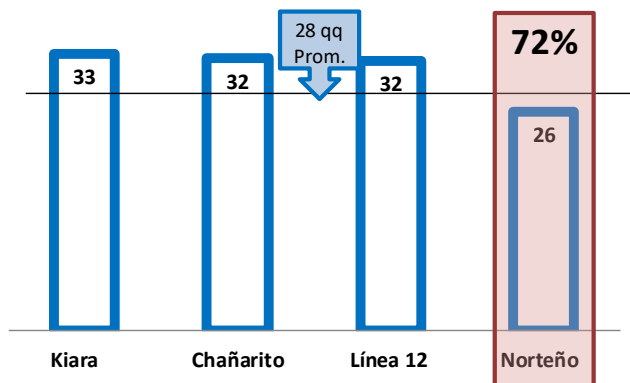 28 qq
Prom.
72%
33
32
32
26
Kiara
Chañarito
Línea 12
Norteño